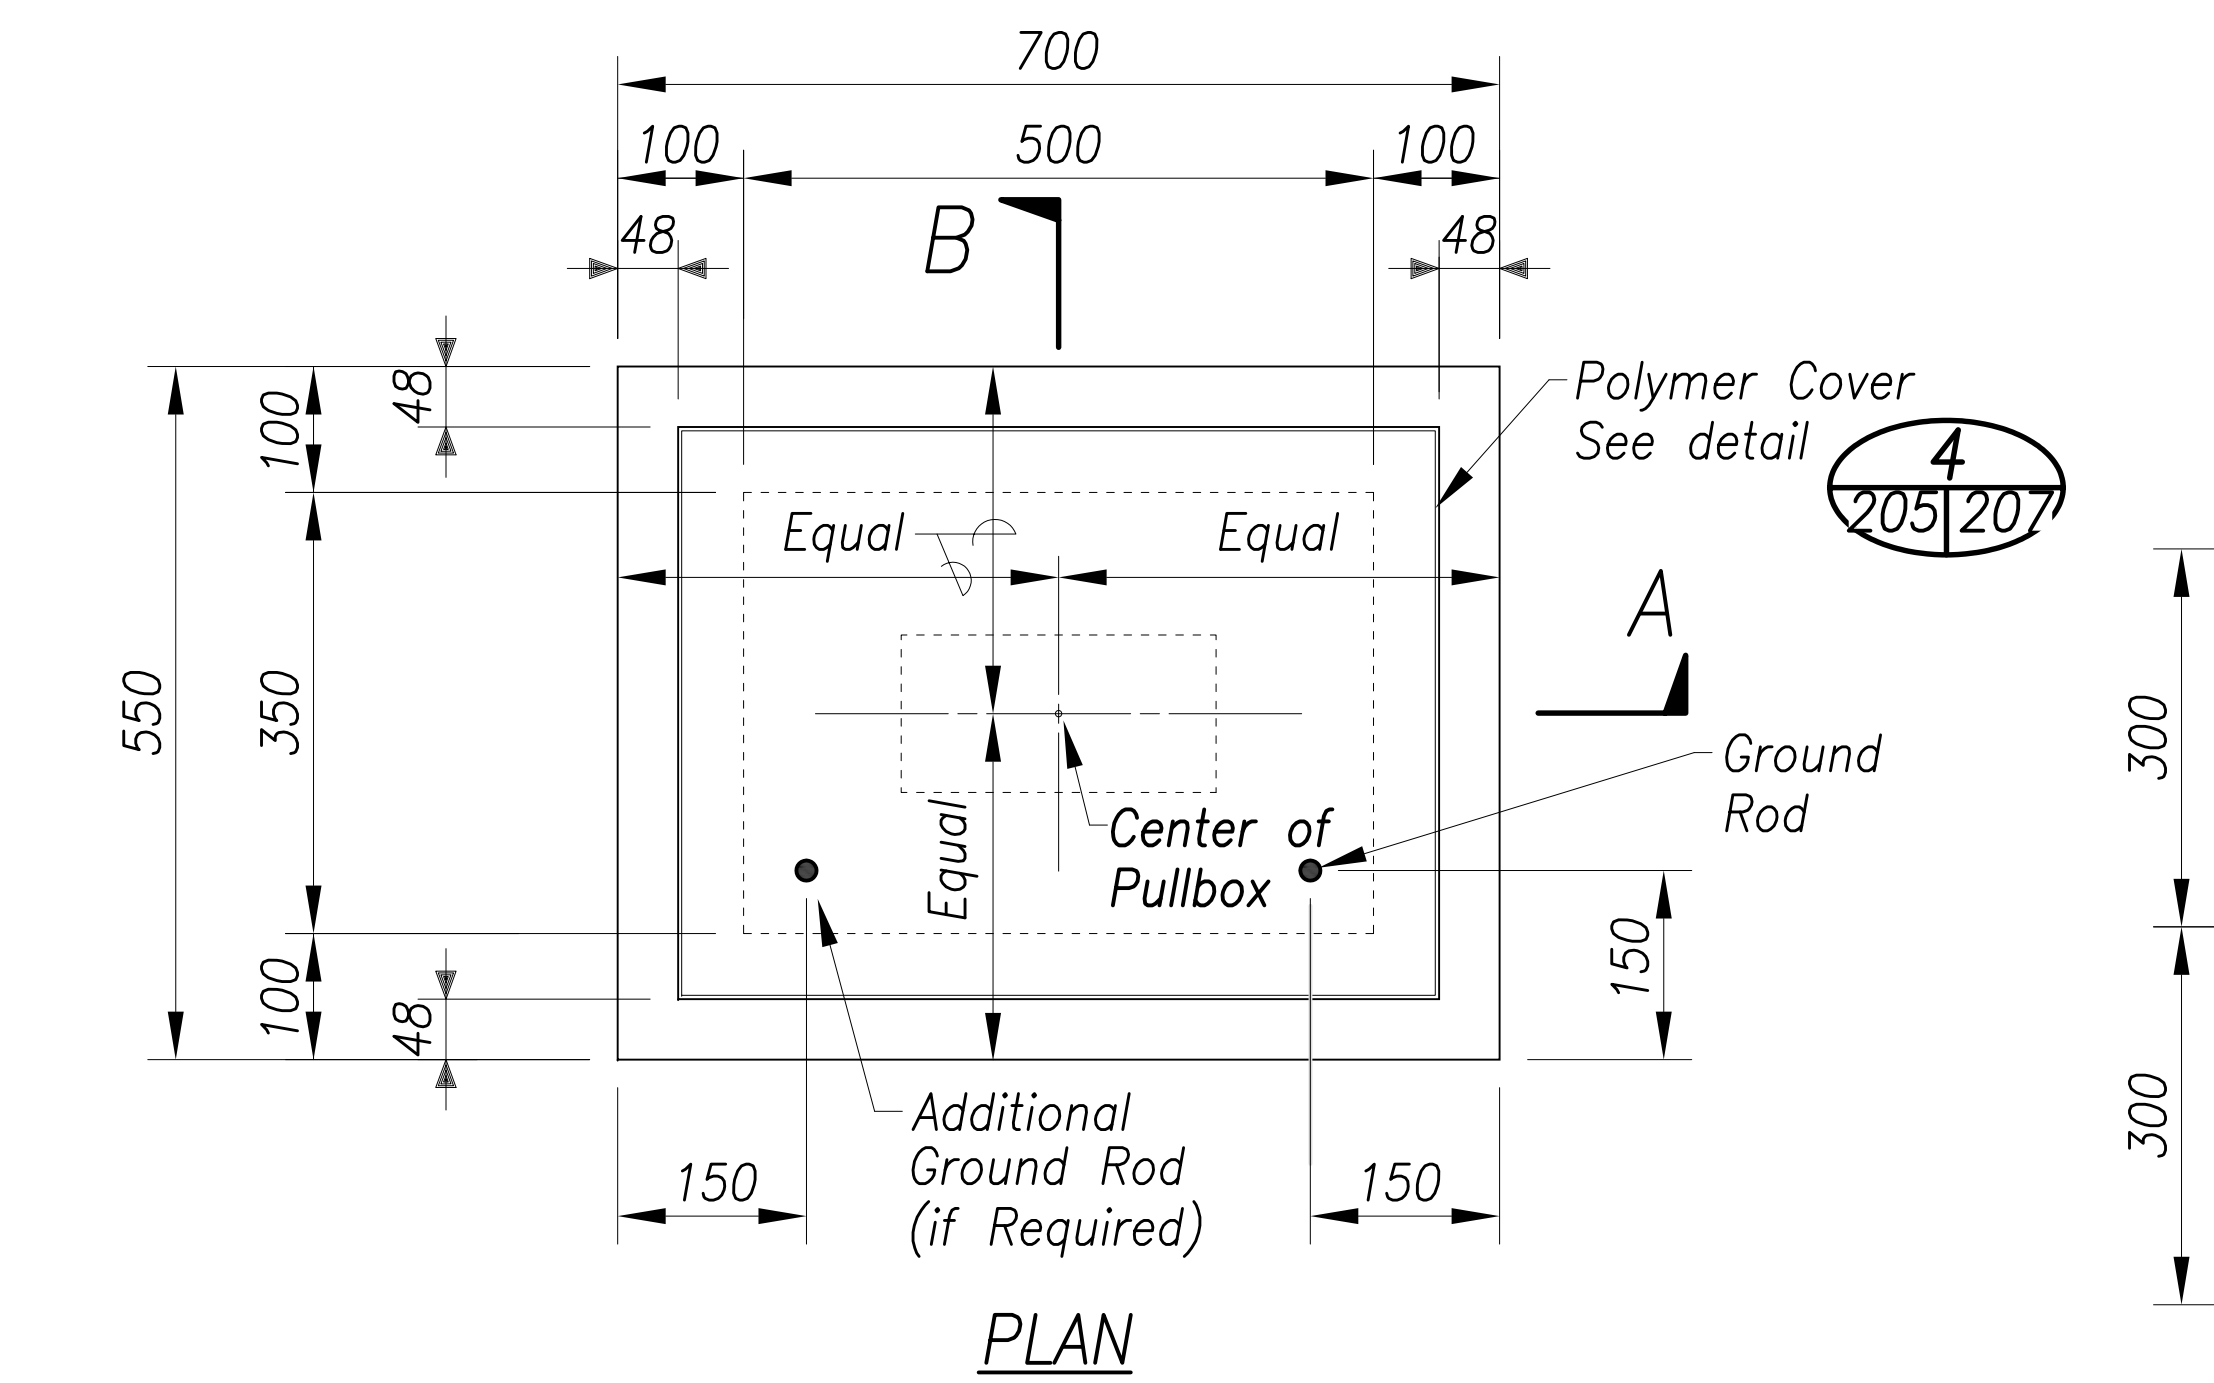 700
100 500 100
48 B 48
48
100
Polymer Cover
See detail
4
205 207
Equal Equal
A
550
350
300
Ground
Rod
Center of
Pullbox
Equal
150
100
48
300
Additional
Ground Rod
(if Required)
150 150
PLAN